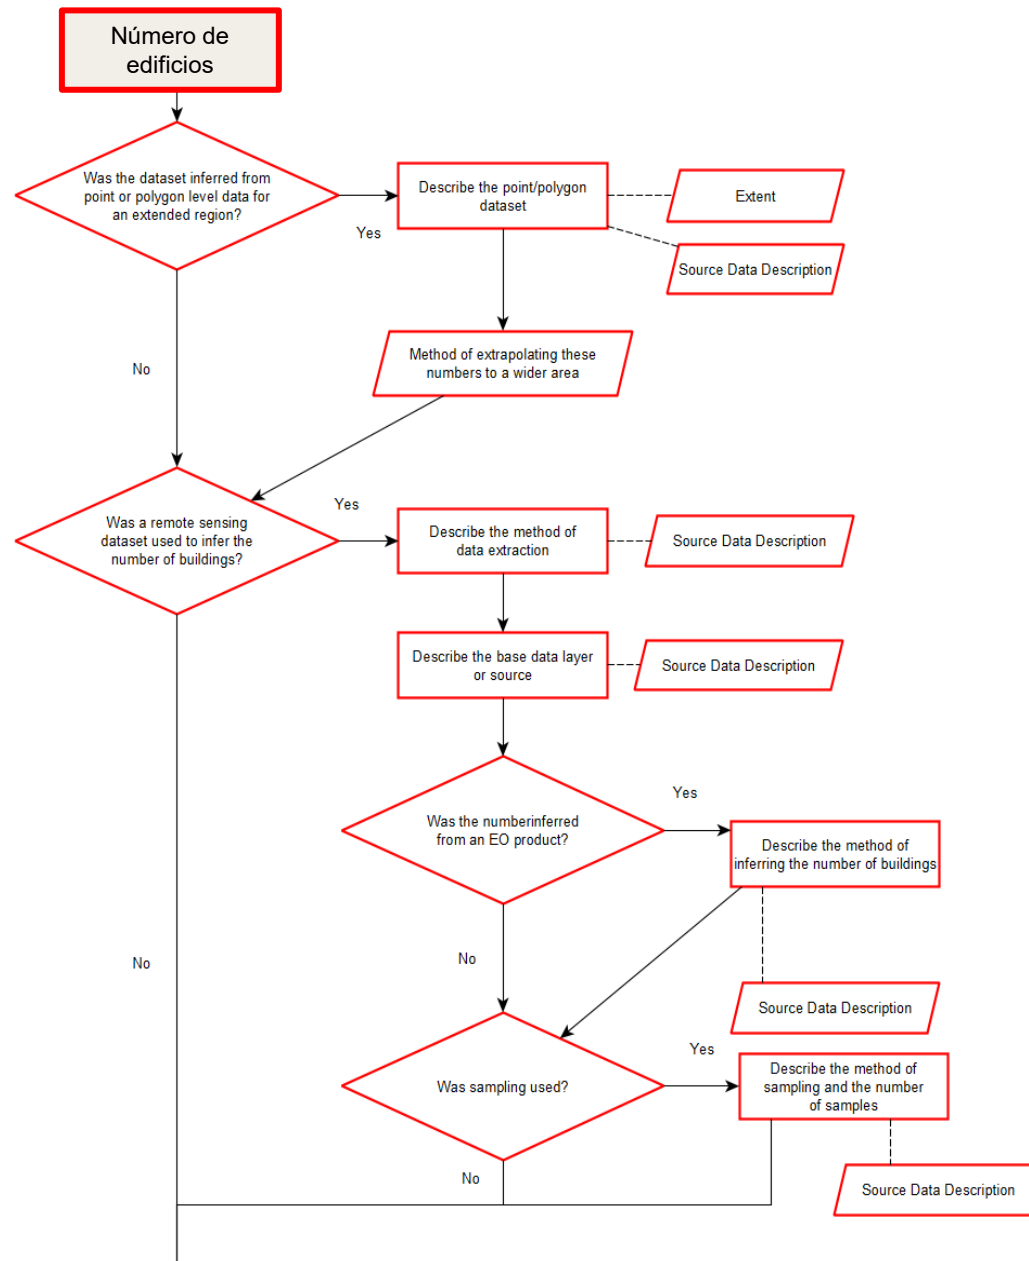 Número de
edificios
Was the dataset inferred from
point or polygon level data for
an extended region?
Yes
Describe the point/polygon
dataset
Extent
Source Data Description
No
Method of extrapolating these
numbers to a wider area
Was a remote sensing
dataset used to infer the
number of buildings?
Yes
Describe the method of
data extraction
Source Data Description
Describe the base data layer
or source
Source Data Description
Was the numberinferred
from an EO product?
Yes
Describe the method of
inferring the number of buildings
No
No
Source Data Description
Was sampling used?
Yes
Describe the method of
sampling and the number
of samples
No
Source Data Description